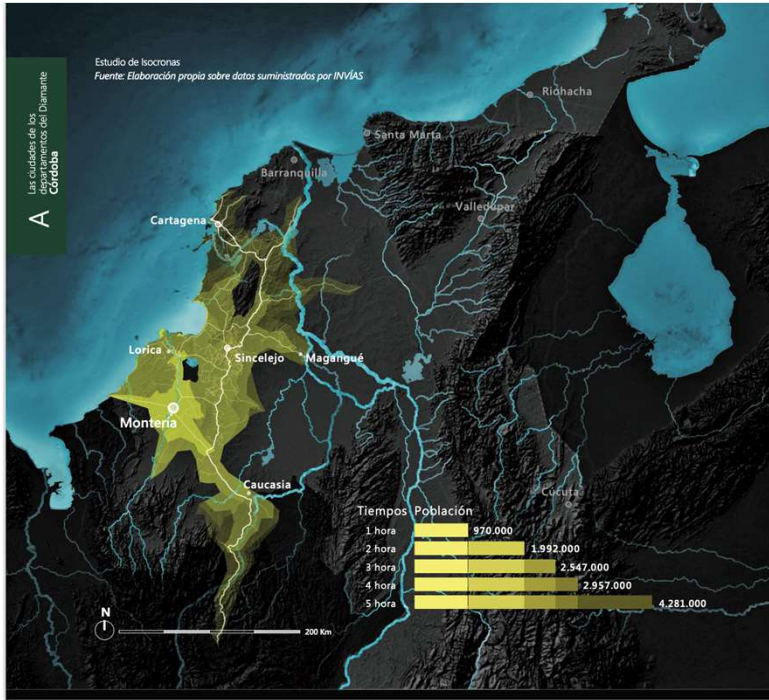 Estudio de Isocronas
Fuente: Elaboración propia sobre datos suministrados por INVÍAS
A
Las ciudades de los
departamentos del Diamante
Córdoba
Riohacha
Santa Marta
Barranquilla
Valledupar
Cartagena
Lorica
Sincelejo
Magangué
Montería
Caucasia
Cúcuta
Tiempos Población
1 hora 970.000
2 hora 1.992.000
3 hora 2.547.000
4 hora 2.957.000
5 hora 4.281.000
N
200 Km